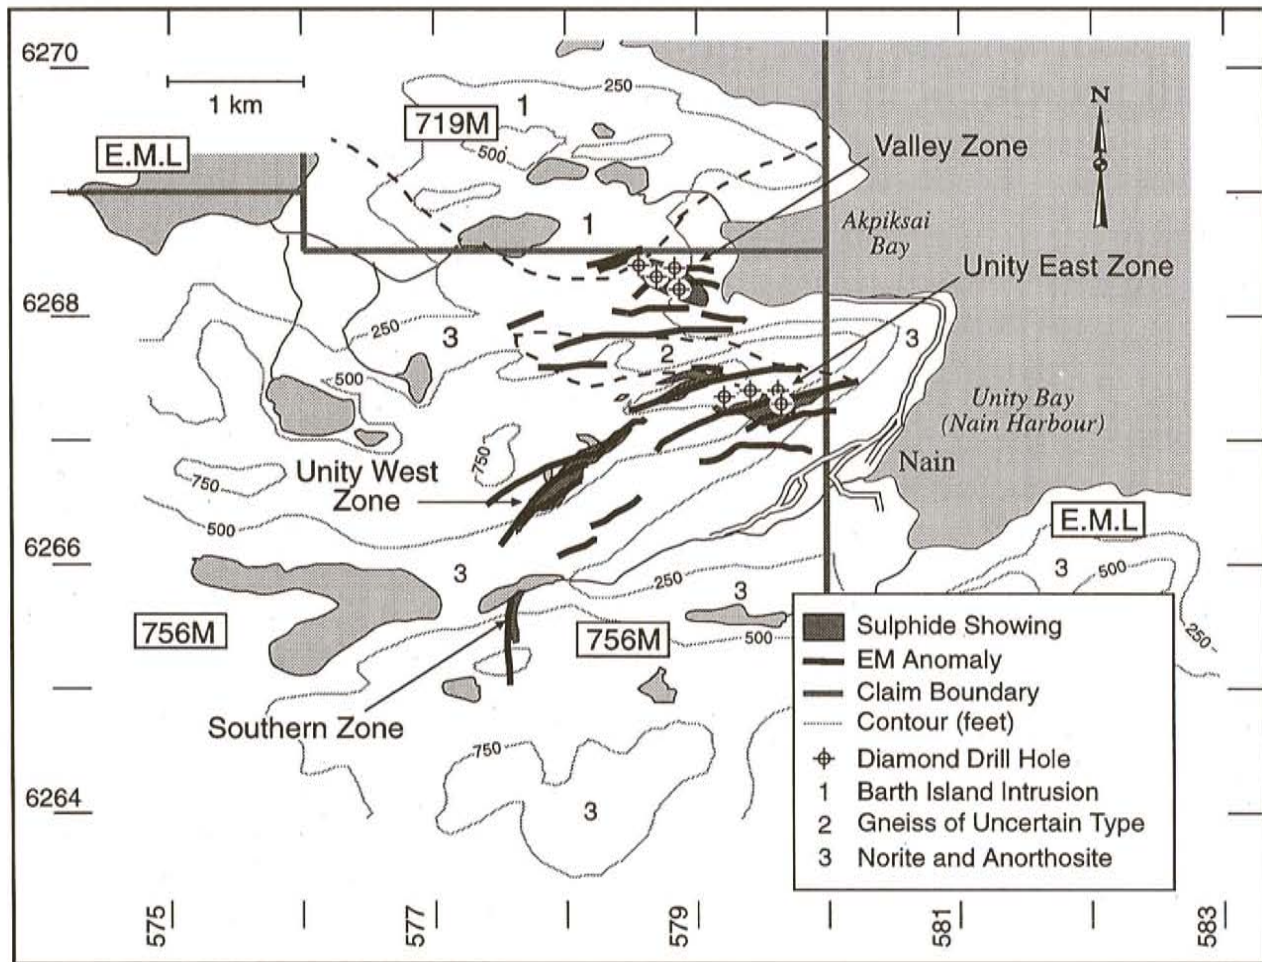 6270
1 km
250
1
719M
500
E.M.L
N
Valley Zone
1
Akpiksai
Bay
Unity East Zone
6268
250
3
3
2
500
Unity Bay
(Nain Harbour)
750
Nain
Unity West
Zone
750
500
E.M.L
6266
3
250
3
3
500
756M
756M
500
250
Southern Zone
Sulphide Showing
EM Anomaly
Claim Boundary
Contour (feet)
Diamond Drill Hole
1 Barth Island Intrusion
2 Gneiss of Uncertain Type
3 Norite and Anorthosite
750
6264
3
575
577
579
581
583